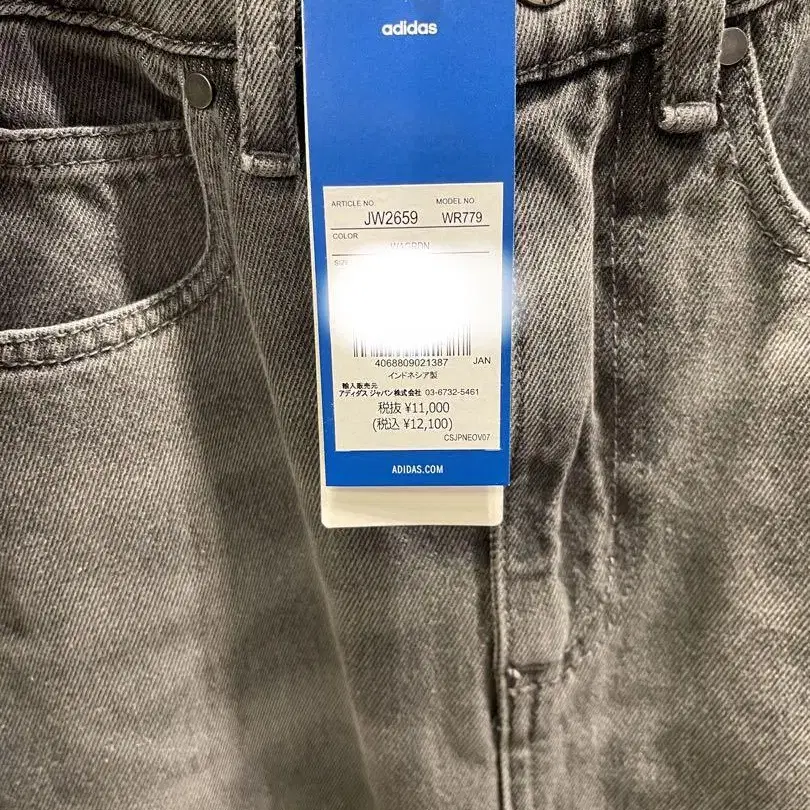 adidas
ARTICLE NO. MODEL NO.
JW2659 WR779
COLOR
SIZE
4068809021387 JAN
インドネシア製
輸入販売元
アディダス ジャパン株式会社 03-6732-5461
税抜 ¥11,000
(税込 ¥12,100)
CSJPNEOV07
ADIDAS.COM